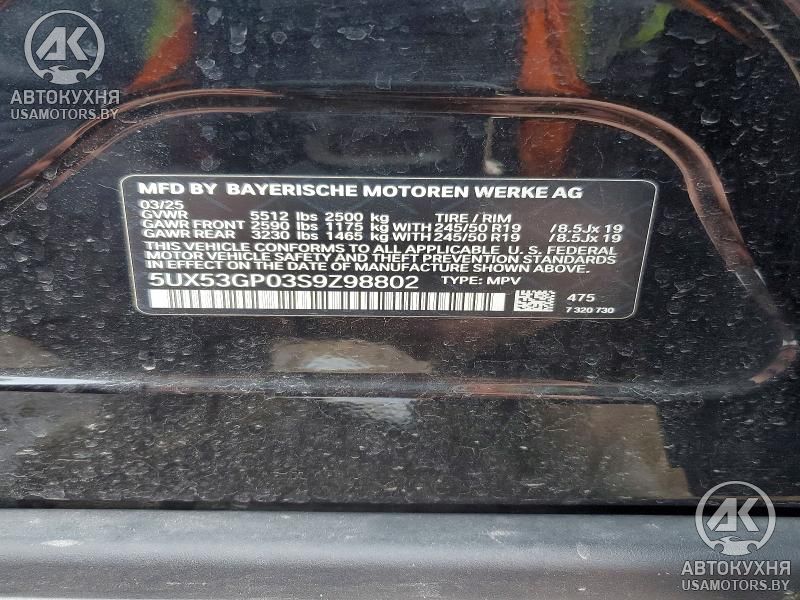 АК
АВТОКУХНЯ
USAMOTORS.BY
MFD BY BAYERISCHE MOTOREN WERKE AG
03/25
GVWR 5512 lbs 2500 kg TIRE / RIM
GAWR FRONT 2590 lbs 1175 kg WITH 245/50 R19 /8.5Jx 19
GAWR REAR 3230 lbs 1465 kg WITH 245/50 R19 /8.5Jx 19
THIS VEHICLE CONFORMS TO ALL APPLICABLE U. S. FEDERAL
MOTOR VEHICLE SAFETY AND THEFT PREVENTION STANDARDS
IN EFFECT ON THE DATE OF MANUFACTURE SHOWN ABOVE.
5UX53GP03S9Z98802 TYPE: MPV
475
7 320 730
АК
АВТОКУХНЯ
USAMOTORS.BY